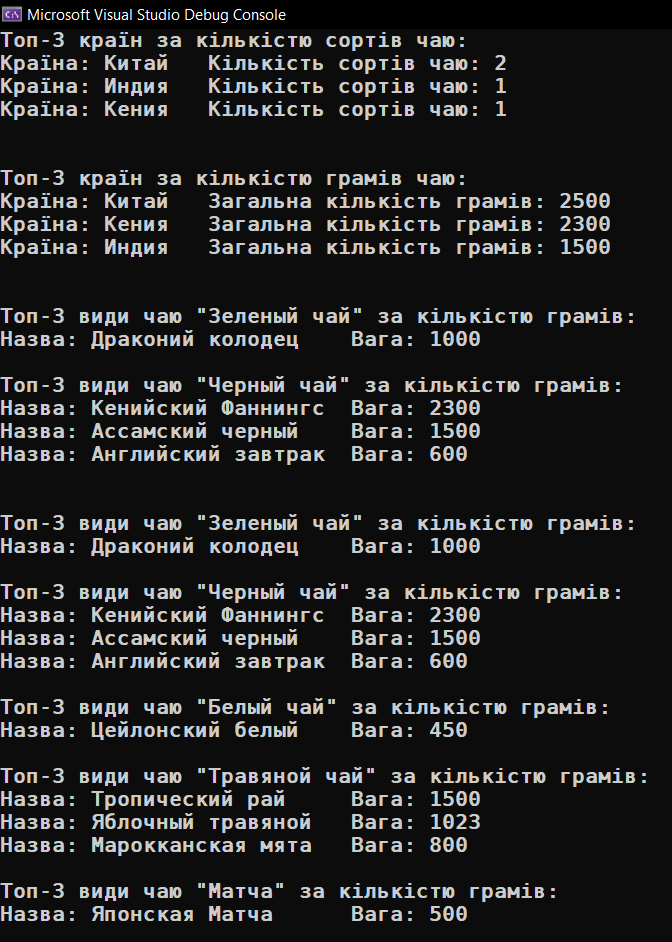 Microsoft Visual Studio Debug Console
Топ-3 країн за кількістю сортів чаю:
Країна: Китай   Кількість сортів чаю: 2
Країна: Индия   Кількість сортів чаю: 1
Країна: Кения   Кількість сортів чаю: 1
Топ-3 країн за кількістю грамів чаю:
Країна: Китай   Загальна кількість грамів: 2500
Країна: Кения   Загальна кількість грамів: 2300
Країна: Индия   Загальна кількість грамів: 1500
Топ-3 види чаю "Зеленый чай" за кількістю грамів:
Назва: Драконий колодец    Вага: 1000
Топ-3 види чаю "Черный чай" за кількістю грамів:
Назва: Кенийский Фаннингс  Вага: 2300
Назва: Ассамский черный    Вага: 1500
Назва: Английский завтрак  Вага: 600
Топ-3 види чаю "Зеленый чай" за кількістю грамів:
Назва: Драконий колодец    Вага: 1000
Топ-3 види чаю "Черный чай" за кількістю грамів:
Назва: Кенийский Фаннингс  Вага: 2300
Назва: Ассамский черный    Вага: 1500
Назва: Английский завтрак  Вага: 600
Топ-3 види чаю "Белый чай" за кількістю грамів:
Назва: Цейлонский белый    Вага: 450
Топ-3 види чаю "Травяной чай" за кількістю грамів:
Назва: Тропический рай     Вага: 1500
Назва: Яблочный травяной   Вага: 1023
Назва: Марокканская мята   Вага: 800
Топ-3 види чаю "Матча" за кількістю грамів:
Назва: Японская Матча      Вага: 500